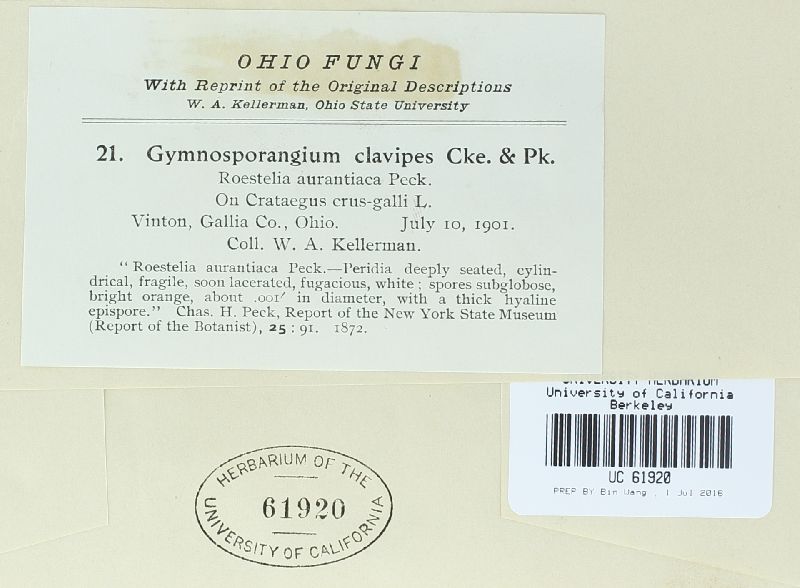 OHIO FUNGI
With Reprint of the Original Descriptions
W. A. Kellerman, Ohio State University
21. Gymnosporangium clavipes Cke. & Pk.
Roestelia aurantiaca Peck.
On Crataegus crus-galli L.
Vinton, Gallia Co., Ohio. July 10, 1901.
Coll. W. A. Kellerman.
"Roestelia aurantiaca Peck.—Peridia deeply seated, cylin-
drical, fragile, soon lacerated, fugacious, white; spores subglobose,
bright orange, about .001′ in diameter, with a thick hyaline
epispore." Chas. H. Peck, Report of the New York State Museum
(Report of the Botanist), 25 : 91. 1872.
UNIVERSITY HERBARIUM
University of California
Berkeley
UC 61920
PREP BY Bin Wang , 1 Jul 2016
HERBARIUM OF THE
61920
UNIVERSITY OF CALIFORNIA